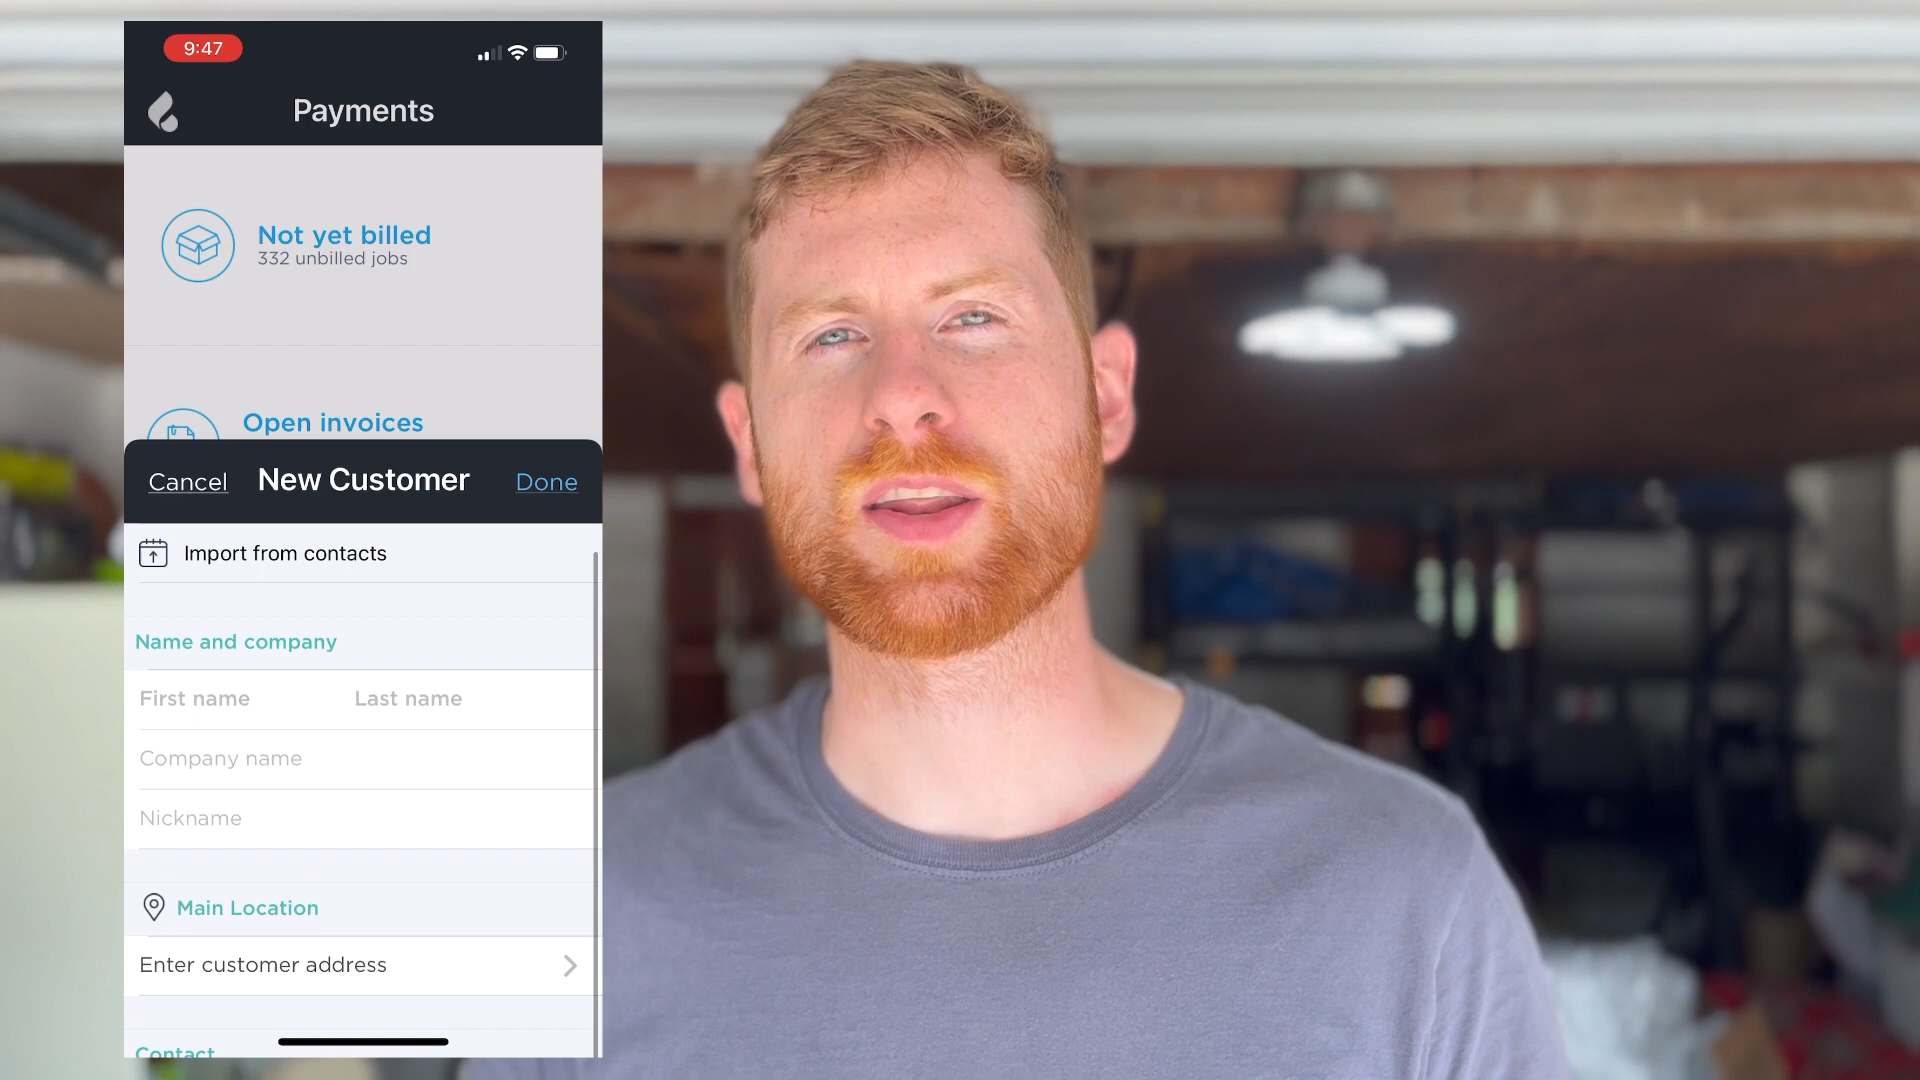 9:47
Payments
Not yet billed
332 unbilled jobs
Open invoices
Cancel New Customer Done
Import from contacts
Name and company
First name Last name
Company name
Nickname
Main Location
Enter customer address
Contact